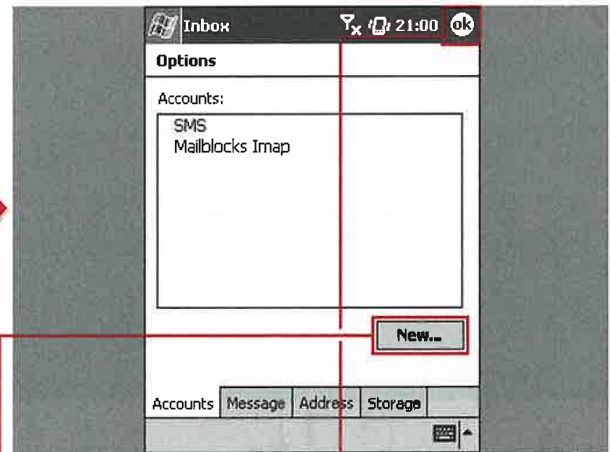 Inbox 21:00 ok
Options
Accounts:
SMS
Mailblocks Imap
New...
Accounts Message Address Storage